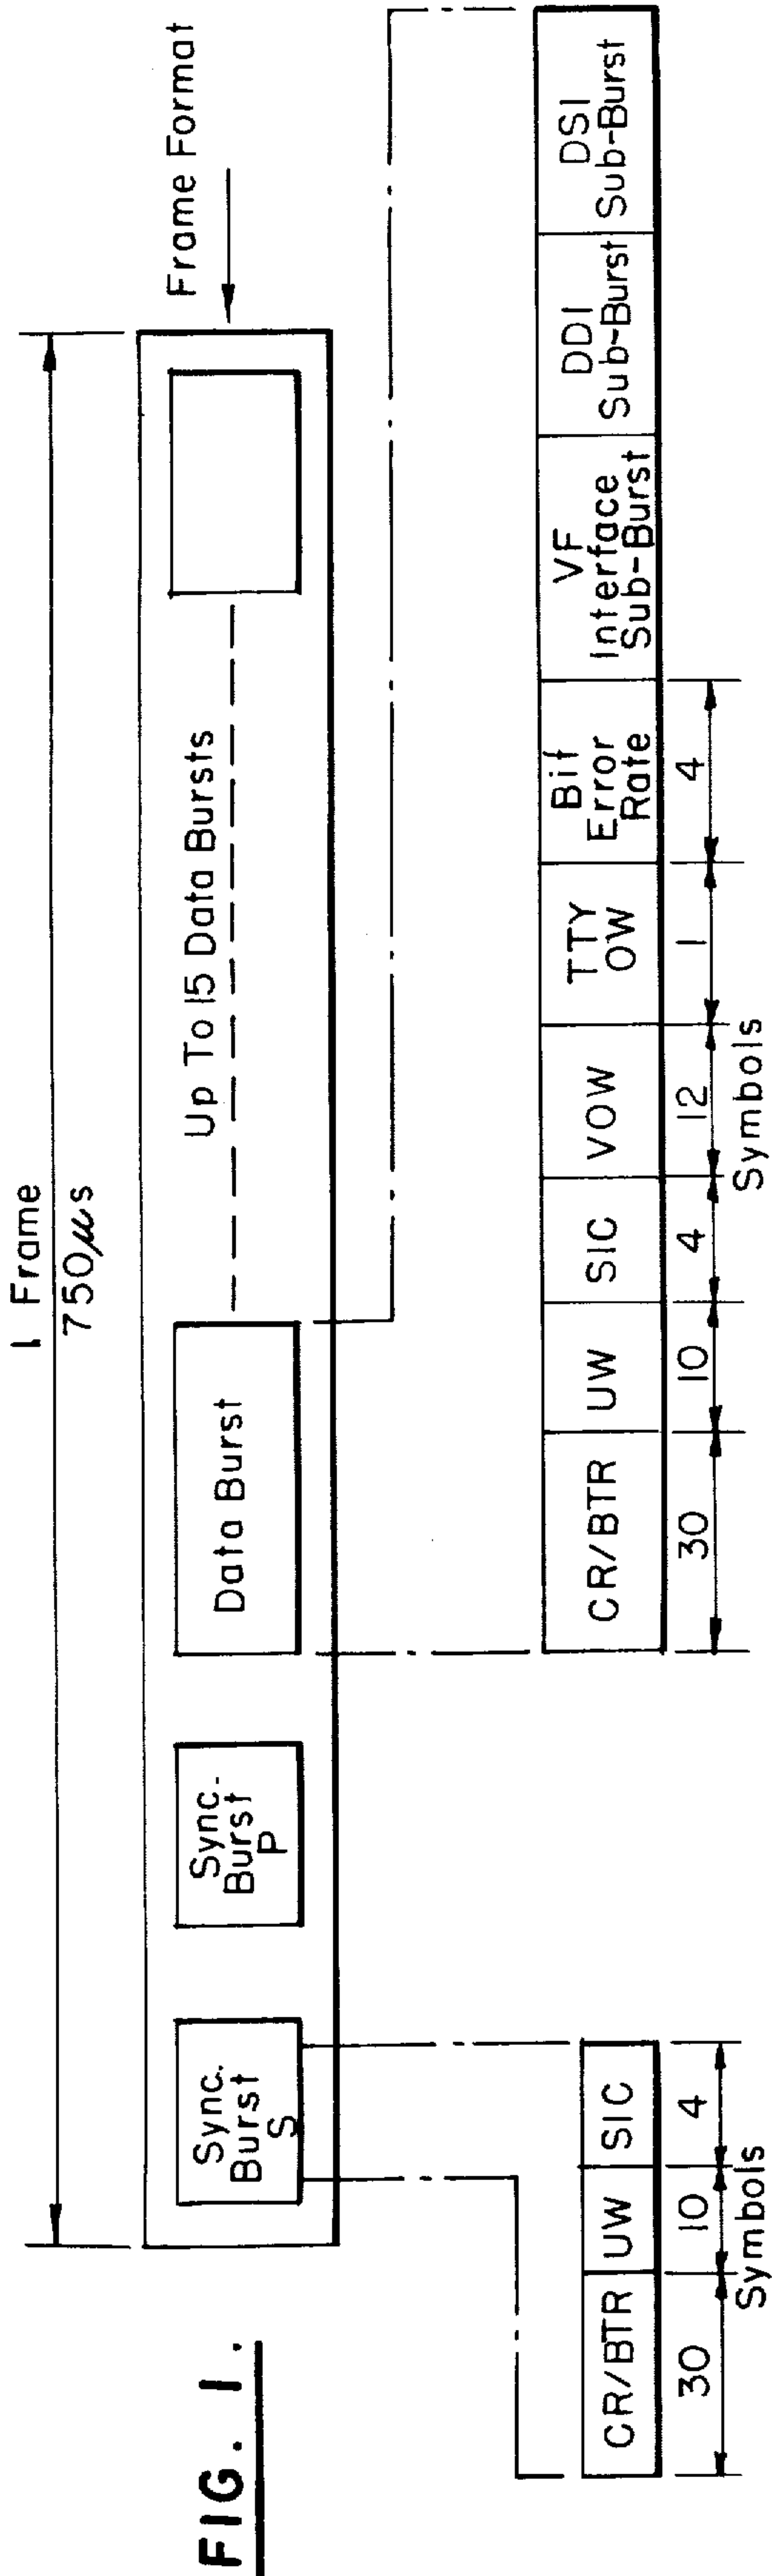 1 Frame
750μs
Frame Format
Sync.
Burst
S
Sync.
Burst
P
Data Burst
Up To 15 Data Bursts
CR/BTR
UW
SIC
30
10
4
Symbols
CR/BTR
UW
SIC
VOW
TTY
OW
Bit
Error
Rate
VF
Interface
Sub-Burst
DDI
Sub-Burst
DSI
Sub-Burst
30
10
4
12
1
4
Symbols
FIG. 1.